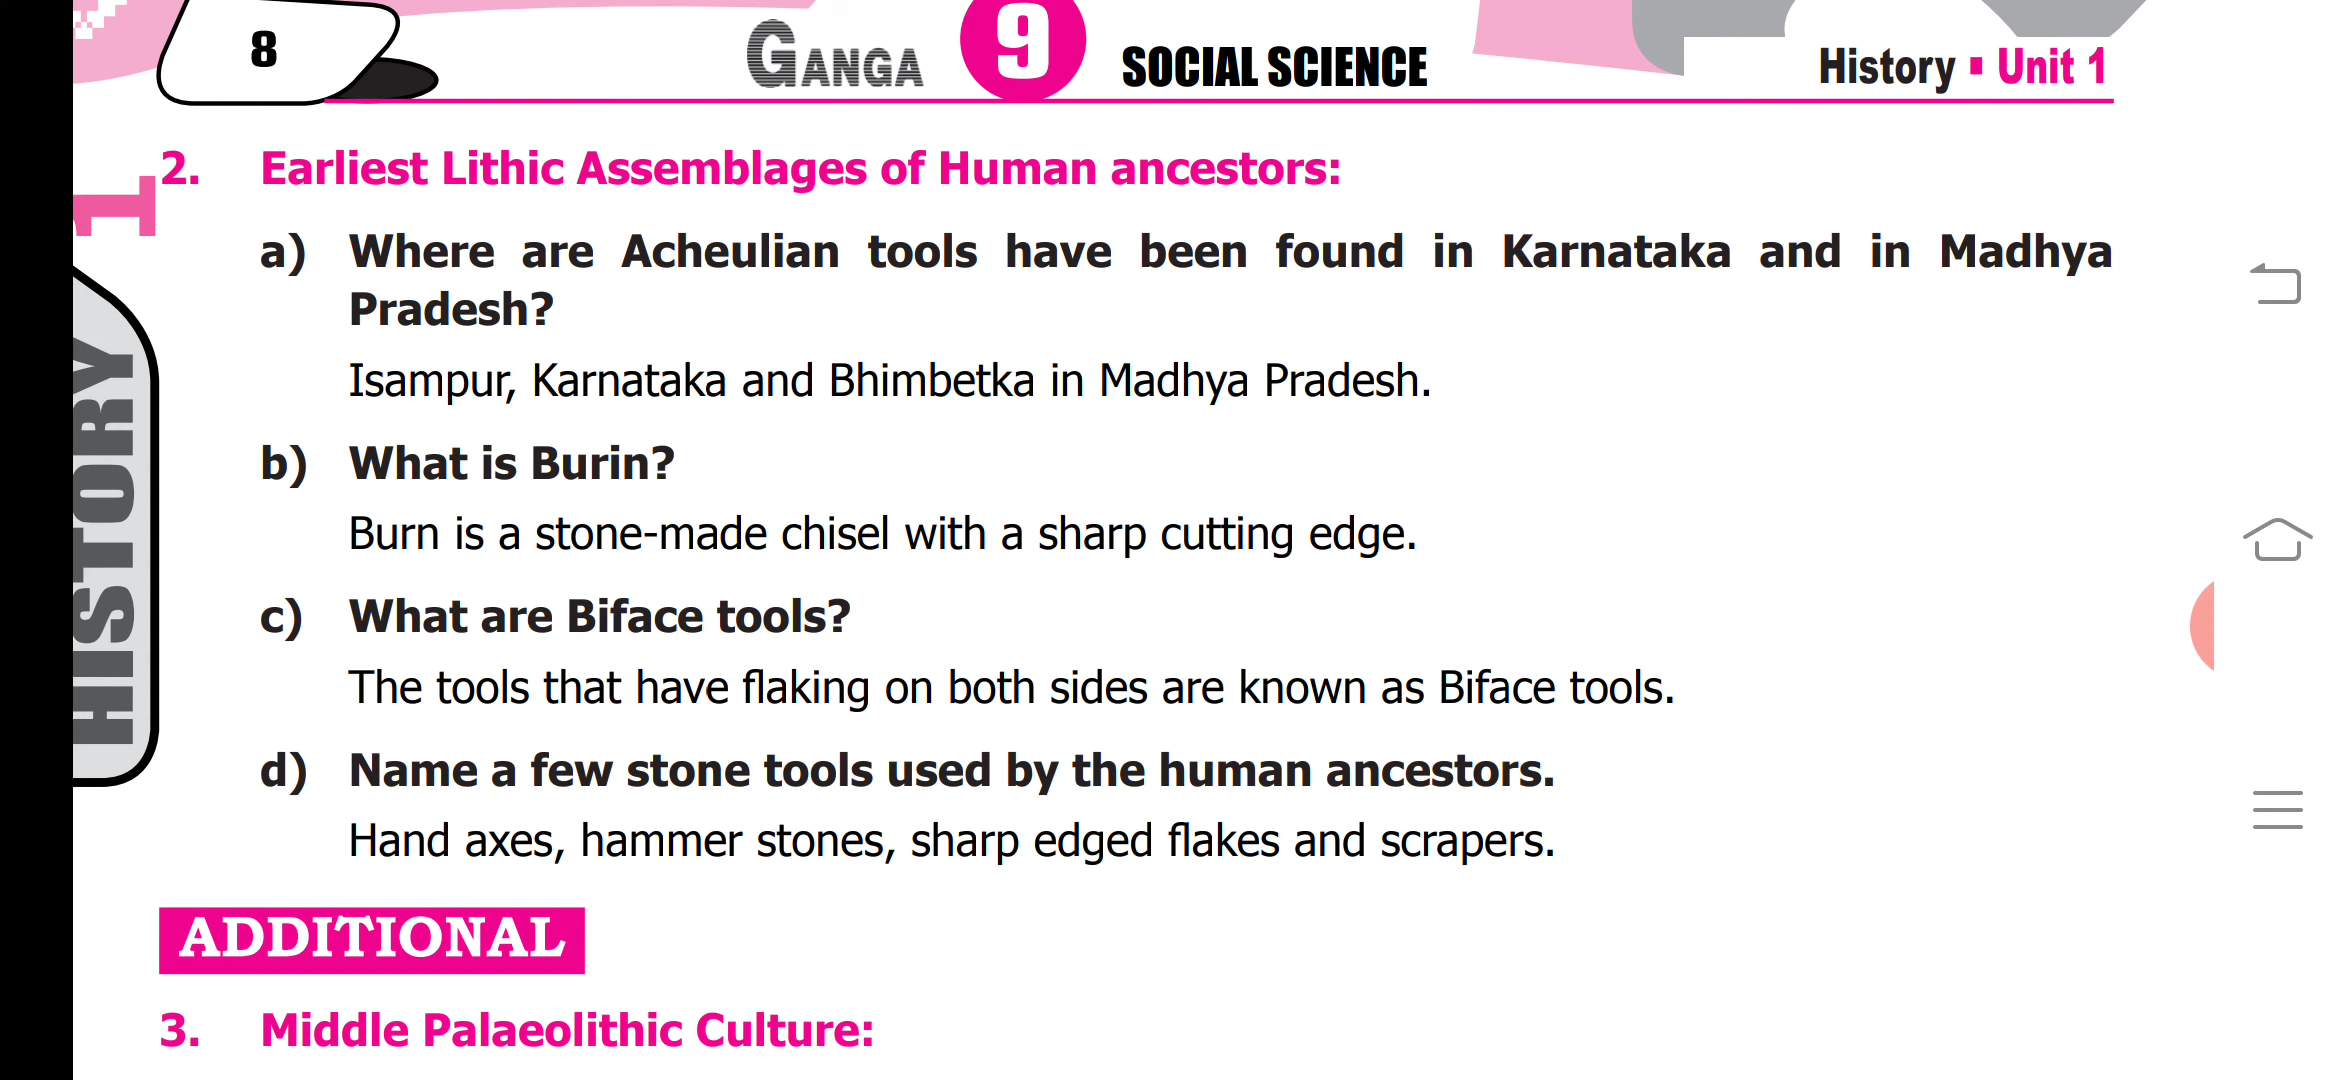 8
GANGA 9 SOCIAL SCIENCE
History ▪ Unit 1
1
HISTORY
2. Earliest Lithic Assemblages of Human ancestors:
a) Where are Acheulian tools have been found in Karnataka and in Madhya
Pradesh?
Isampur, Karnataka and Bhimbetka in Madhya Pradesh.
b) What is Burin?
Burn is a stone-made chisel with a sharp cutting edge.
c) What are Biface tools?
The tools that have flaking on both sides are known as Biface tools.
d) Name a few stone tools used by the human ancestors.
Hand axes, hammer stones, sharp edged flakes and scrapers.
ADDITIONAL
3. Middle Palaeolithic Culture: